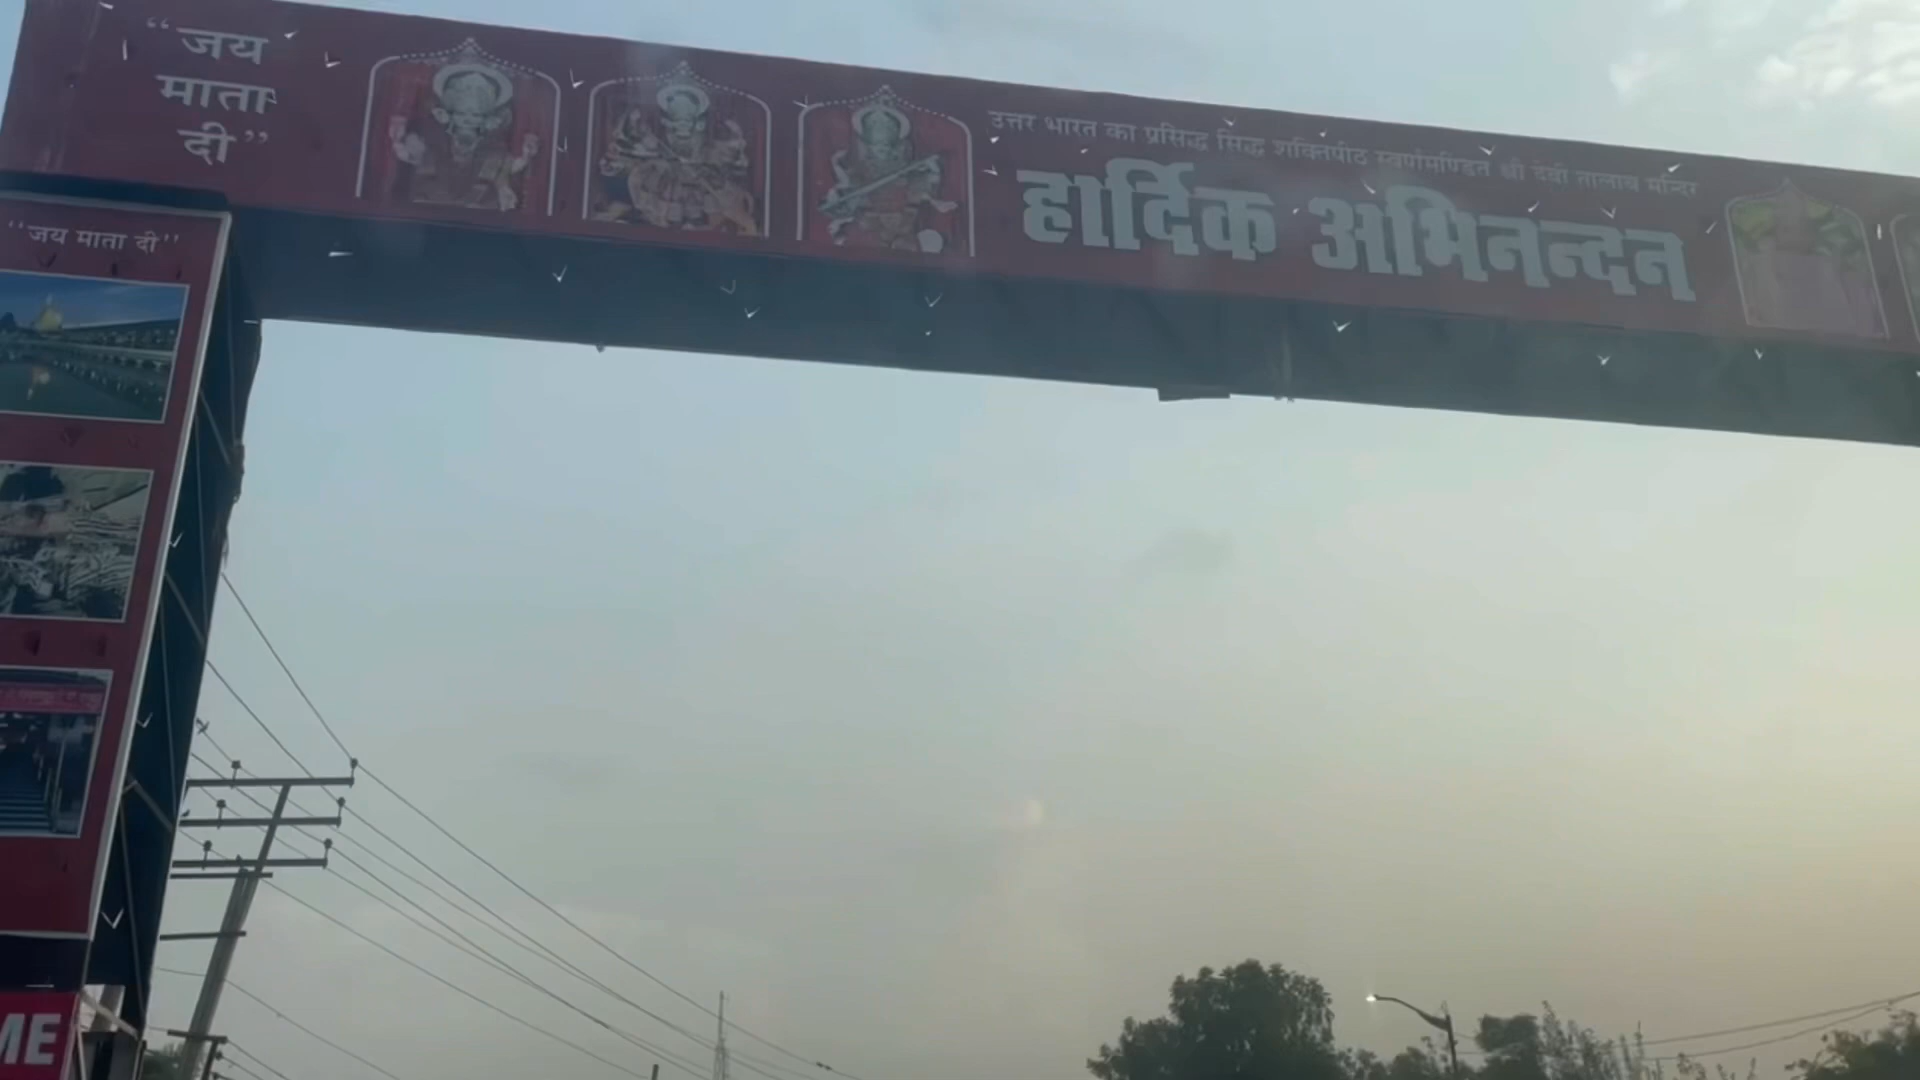 “जय
माता
दी”
उत्तर भारत का प्रसिद्ध सिद्ध शक्तिपीठ स्वर्णमण्डित श्री देवी तालाब मन्दिर
हार्दिक अभिनन्दन
“जय माता दी”
ME